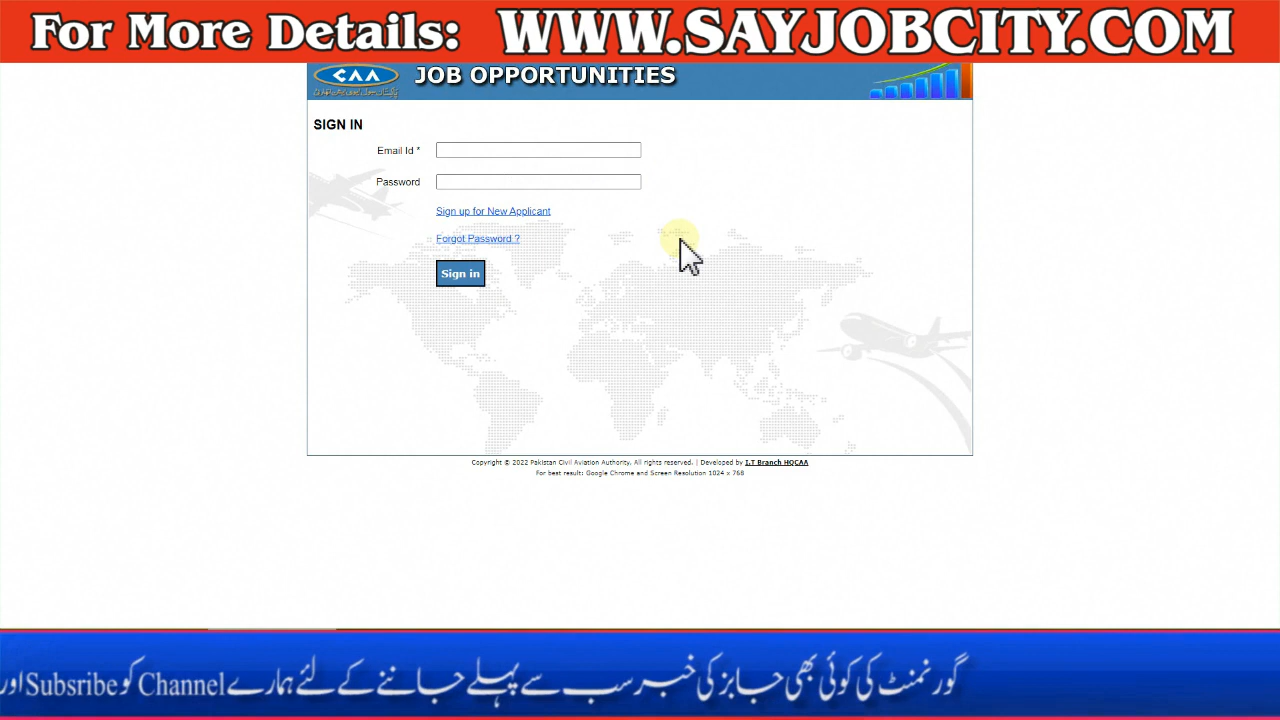 For More Details: WWW.SAYJOBCITY.COM
CAA JOB OPPORTUNITIES
SIGN IN
Email Id *
Password
Sign up for New Applicant
Forgot Password ?
Sign in
Copyright © 2022 Pakistan Civil Aviation Authority. All rights reserved. | Developed by I.T Branch HQCAA
For best result: Google Chrome and Screen Resolution 1024 x 768
گورنمنٹ کی کوئی بھی جابز کی خبر سب سے پہلے جاننے کے لئے ہمارے Channel کو Subsribe اور